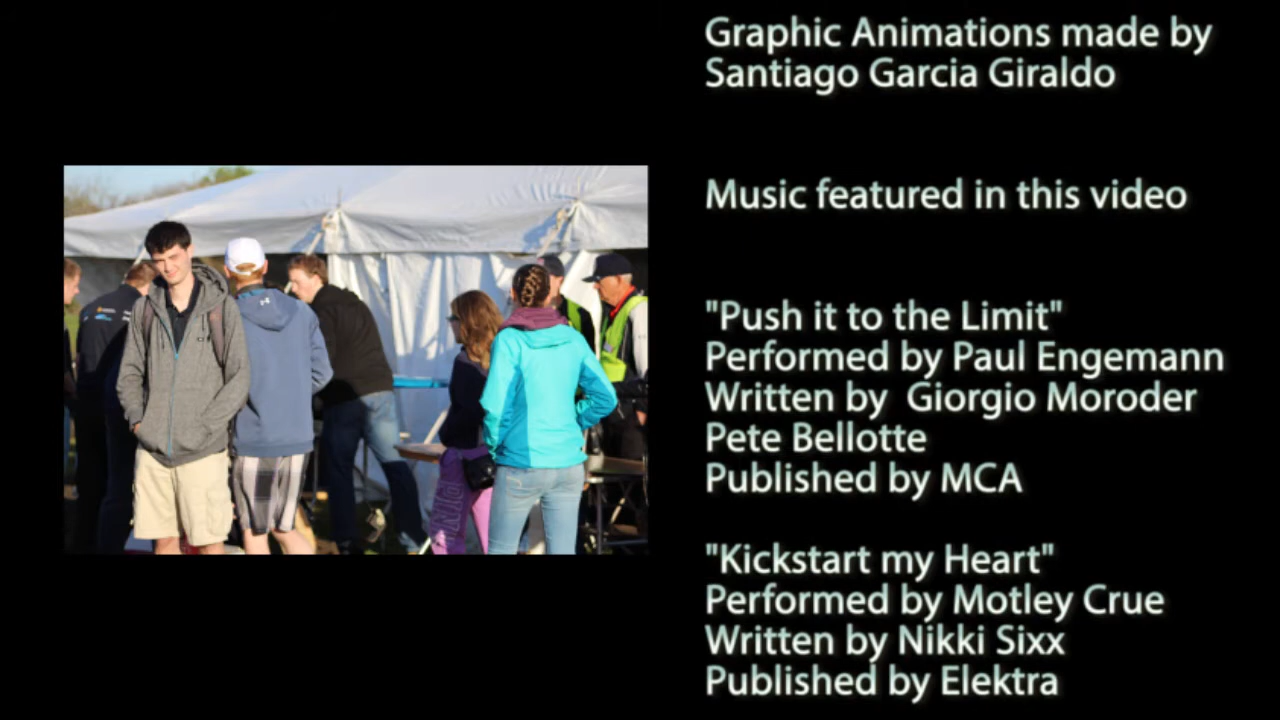 Graphic Animations made by
Santiago Garcia Giraldo
Music featured in this video
"Push it to the Limit"
Performed by Paul Engemann
Written by  Giorgio Moroder
Pete Bellotte
Published by MCA
"Kickstart my Heart"
Performed by Motley Crue
Written by Nikki Sixx
Published by Elektra